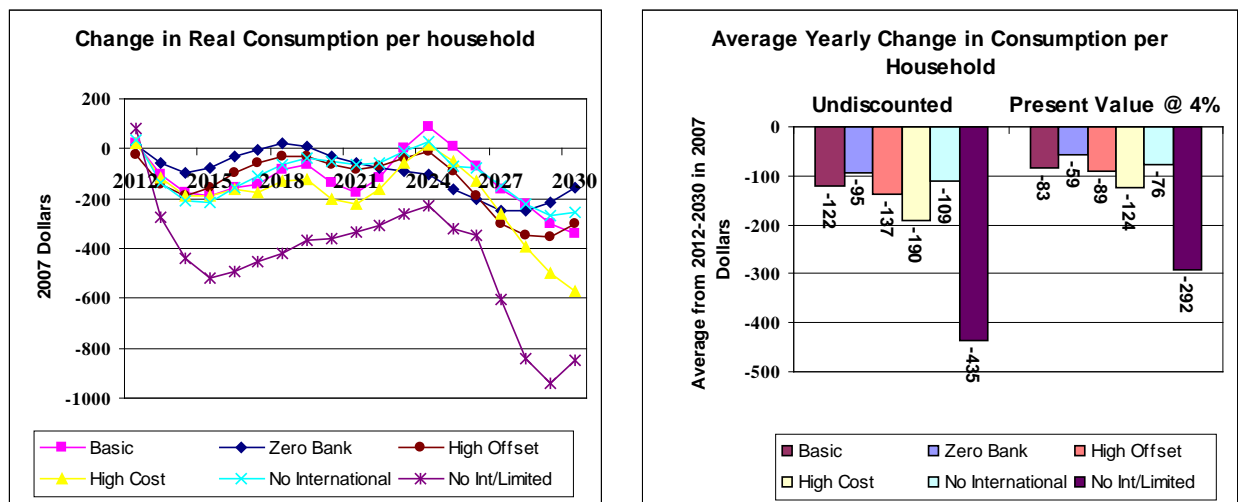 Change in Real Consumption per household
2007 Dollars
200
0
-200
-400
-600
-800
-1000
2012
2015
2018
2021
2024
2027
2030
Basic
Zero Bank
High Offset
High Cost
No International
No Int/Limited
Average Yearly Change in Consumption per
Household
Undiscounted
Present Value @ 4%
Average from 2012-2030 in 2007
Dollars
0
-100
-200
-300
-400
-500
-122
-95
-137
-190
-109
-435
-83
-59
-89
-124
-76
-292
Basic
Zero Bank
High Offset
High Cost
No International
No Int/Limited